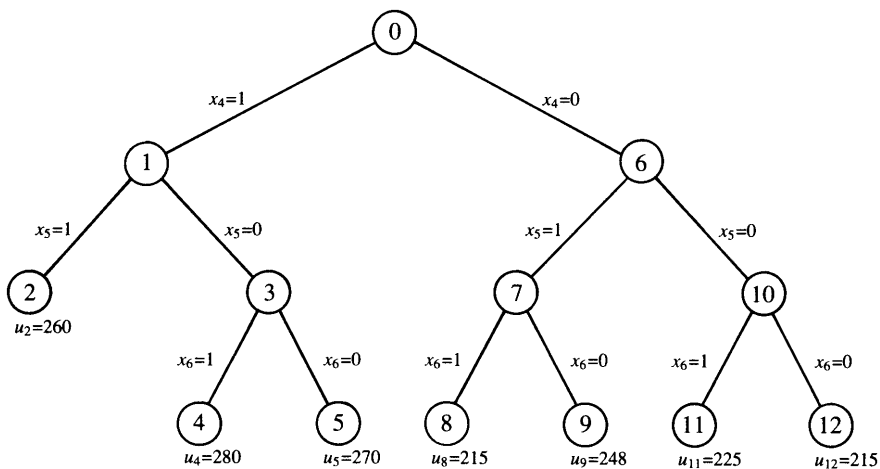 0
x₄=1
x₄=0
1
6
x₅=1
x₅=0
x₅=1
x₅=0
2
3
7
10
u₂=260
x₆=1
x₆=0
x₆=1
x₆=0
x₆=1
x₆=0
4
5
8
9
11
12
u₄=280
u₅=270
u₈=215
u₉=248
u₁₁=225
u₁₂=215